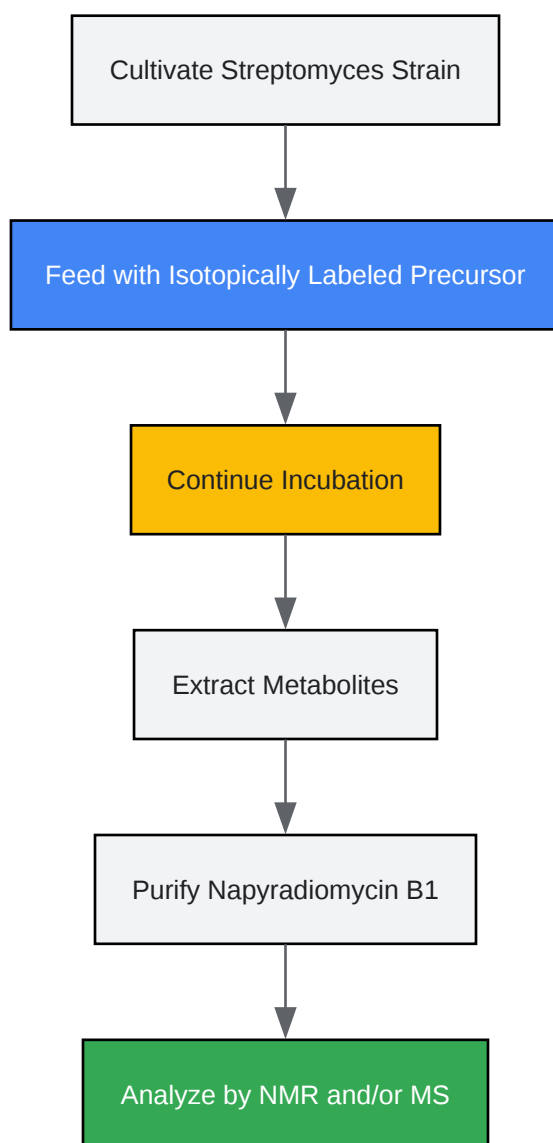 Cultivate Streptomyces Strain
Feed with Isotopically Labeled Precursor
Continue Incubation
Extract Metabolites
Purify Napyradiomycin B1
Analyze by NMR and/or MS